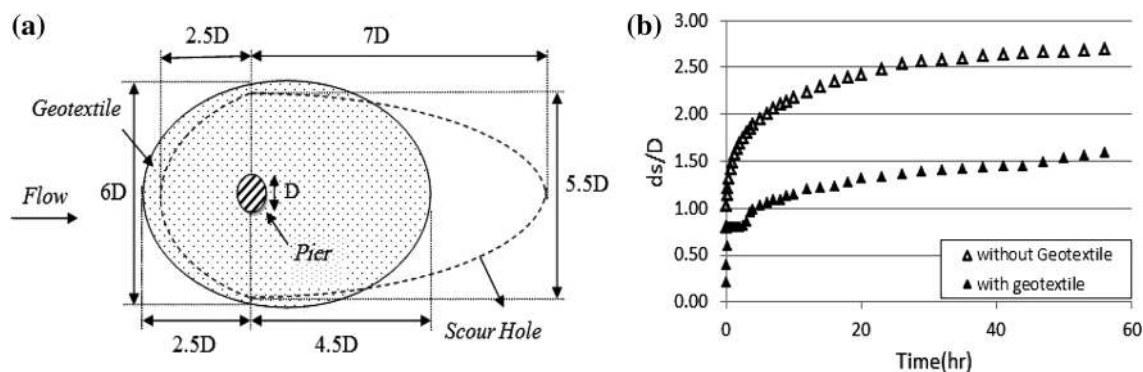 (a)
2.5D
7D
Geotextile
Flow
6D
D
5.5D
Pier
Scour Hole
2.5D
4.5D
(b)
3.00
2.50
2.00
1.50
1.00
0.50
0.00
ds/D
without Geotextile
with geotextile
0
20
40
60
Time(hr)